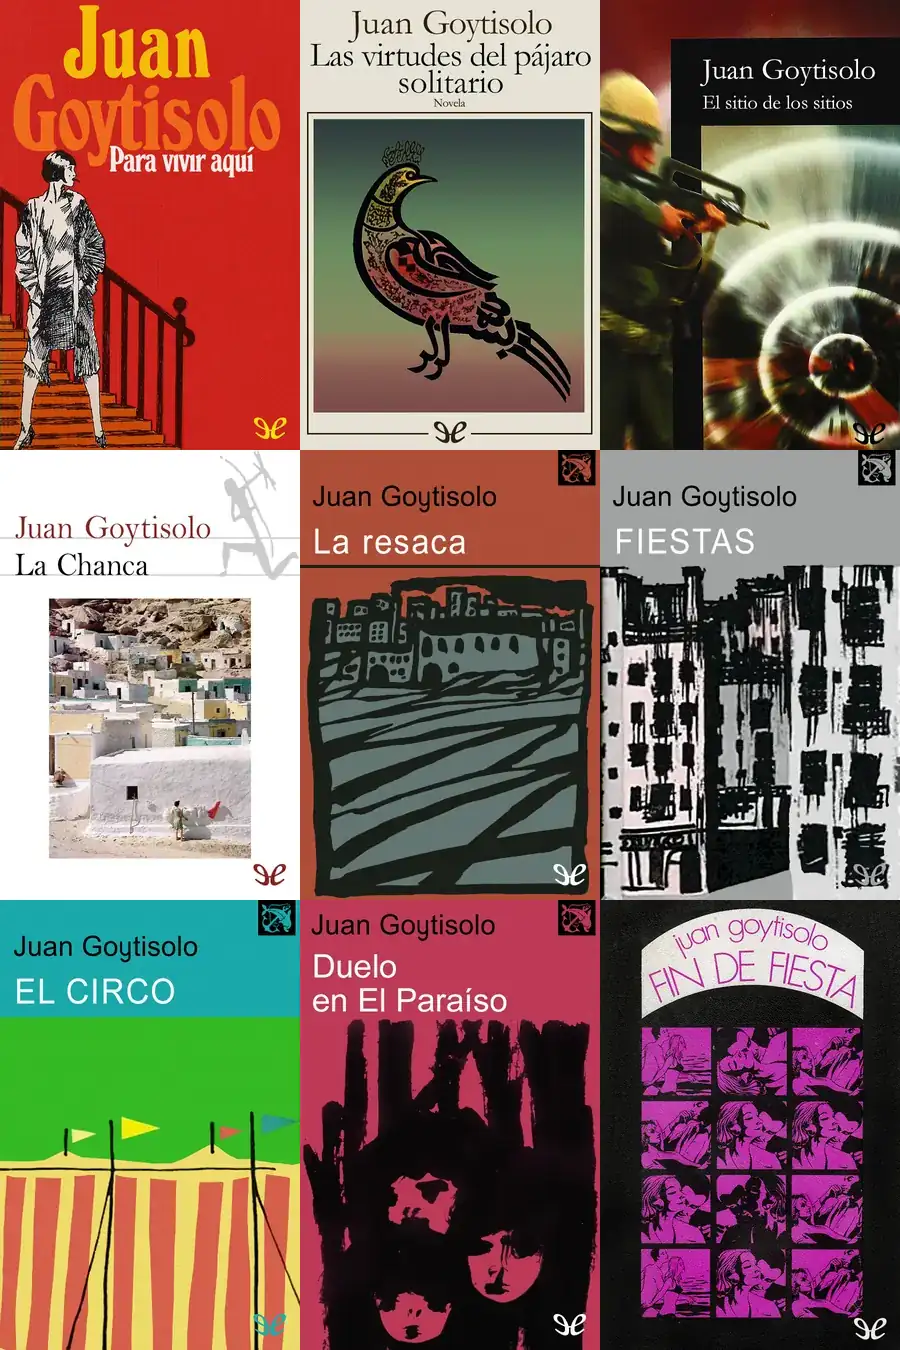 Juan
Goytisolo
Para vivir aquí
Juan Goytisolo
Las virtudes del pájaro
solitario
Novela
Juan Goytisolo
El sitio de los sitios
Juan Goytisolo
La Chanca
Juan Goytisolo
La resaca
Juan Goytisolo
FIESTAS
Juan Goytisolo
EL CIRCO
Juan Goytisolo
Duelo
en El Paraíso
juan goytisolo
FIN DE FIESTA